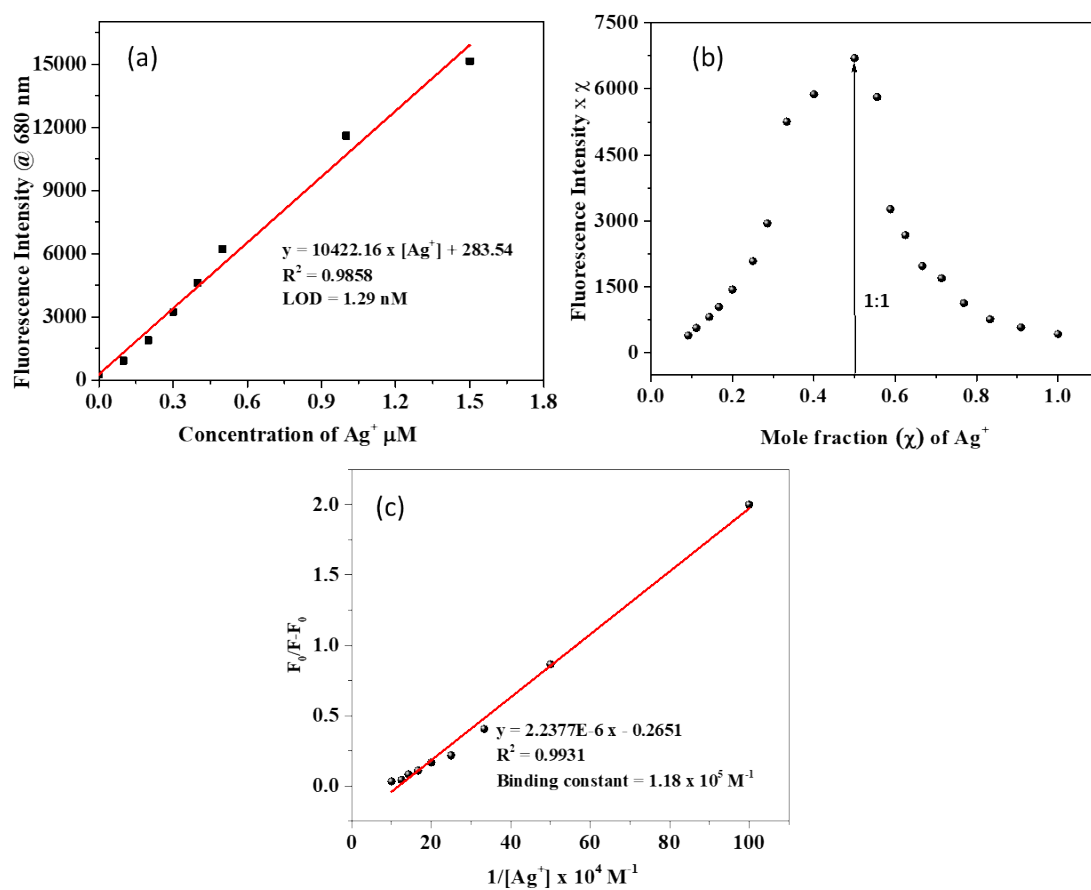 (a)
Fluorescence Intensity @ 680 nm
15000
12000
9000
6000
3000
0
y = 10422.16 x [Ag⁺] + 283.54
R² = 0.9858
LOD = 1.29 nM
0.0 0.3 0.6 0.9 1.2 1.5 1.8
Concentration of Ag⁺ μM
(b)
Fluorescence Intensity x χ
7500
6000
4500
3000
1500
0
1:1
0.0 0.2 0.4 0.6 0.8 1.0
Mole fraction (χ) of Ag⁺
(c)
F₀/F-F₀
2.0
1.5
1.0
0.5
0.0
y = 2.2377E-6 x - 0.2651
R² = 0.9931
Binding constant = 1.18 x 10⁵ M⁻¹
0 20 40 60 80 100
1/[Ag⁺] x 10⁴ M⁻¹